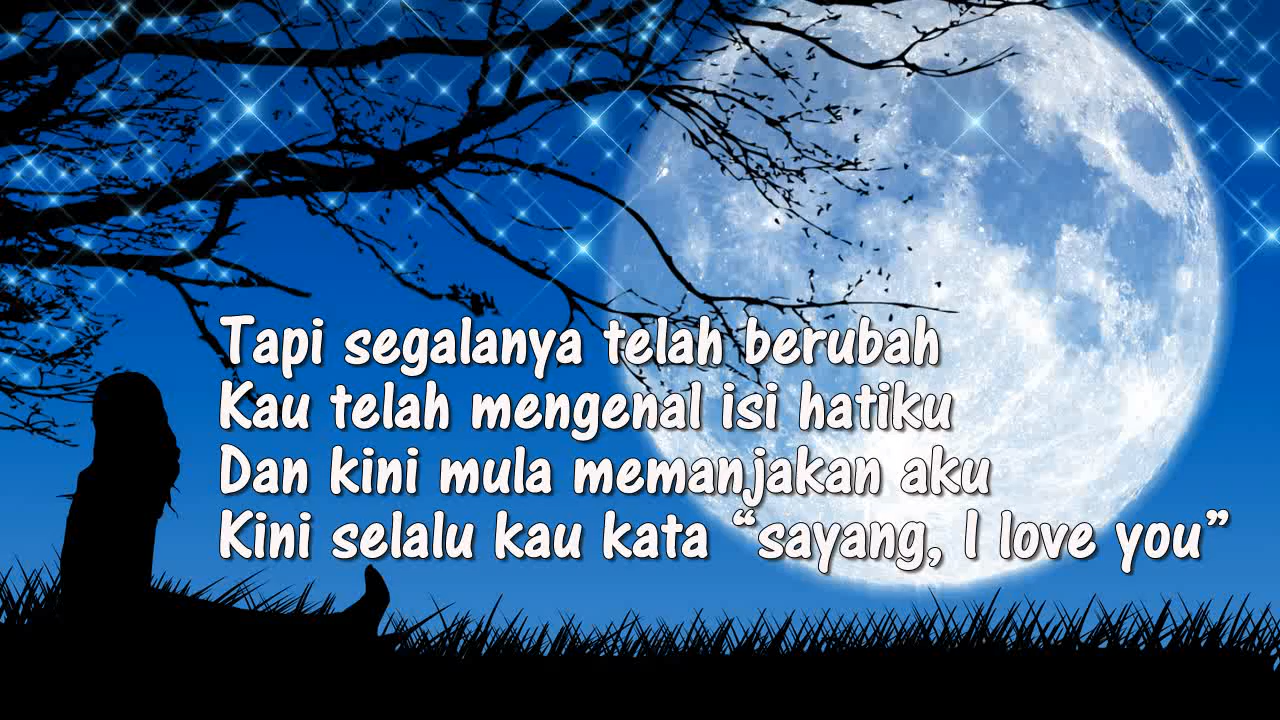 Tapi segalanya telah berubah
Kau telah mengenal isi hatiku
Dan kini mula memanjakan aku
Kini selalu kau kata “sayang, I love you”